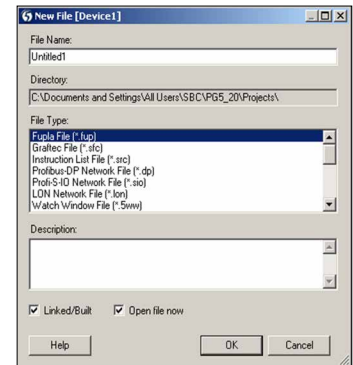 New File [Device1]
File Name:
Untitled1
Directory:
C:\Documents and Settings\All Users\SBC\PG5_20\Projects\
File Type:
Fupla File (*.fup)
Graftec File (*.sfc)
Instruction List File (*.src)
Profibus-DP Network File (*.dp)
Profi-S-IO Network File (*.sio)
LON Network File (*.lon)
Watch Window File (*.5ww)
Description:
Linked/Built Open file now
Help OK Cancel